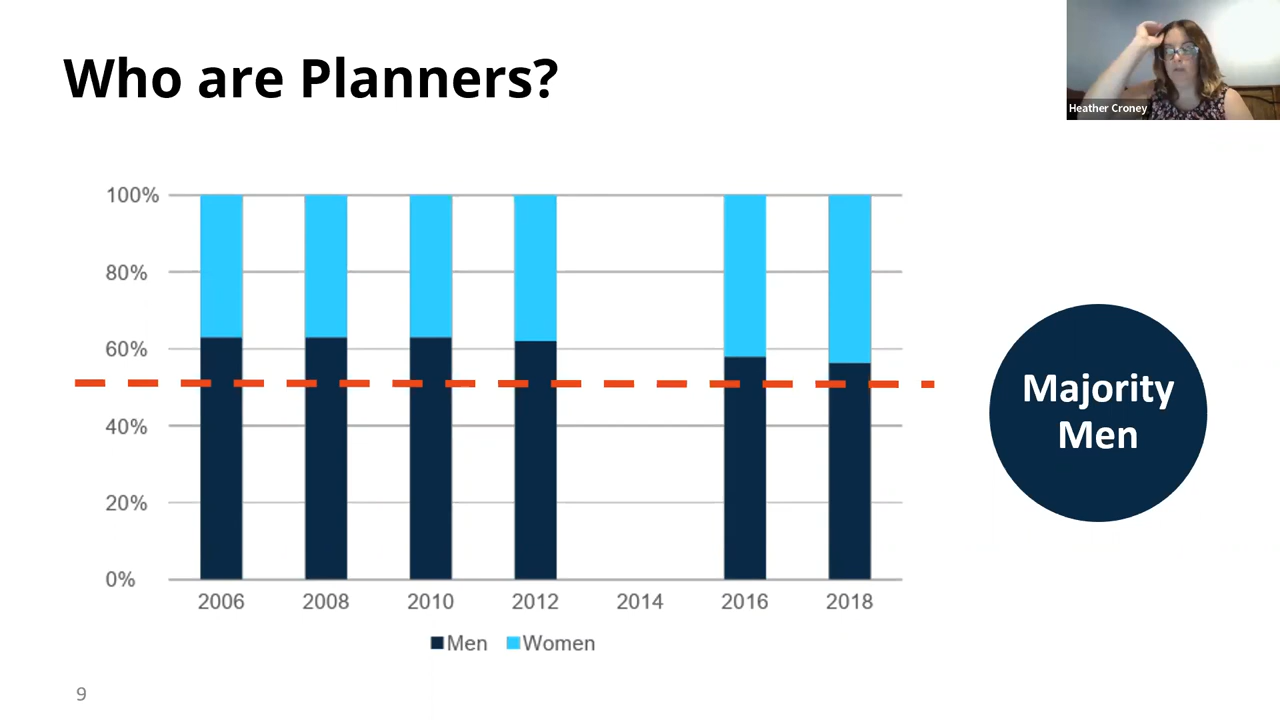 Who are Planners?
Heather Croney
100%
80%
60%
40%
20%
0%
2006 2008 2010 2012 2014 2016 2018
Men Women
Majority
Men
9